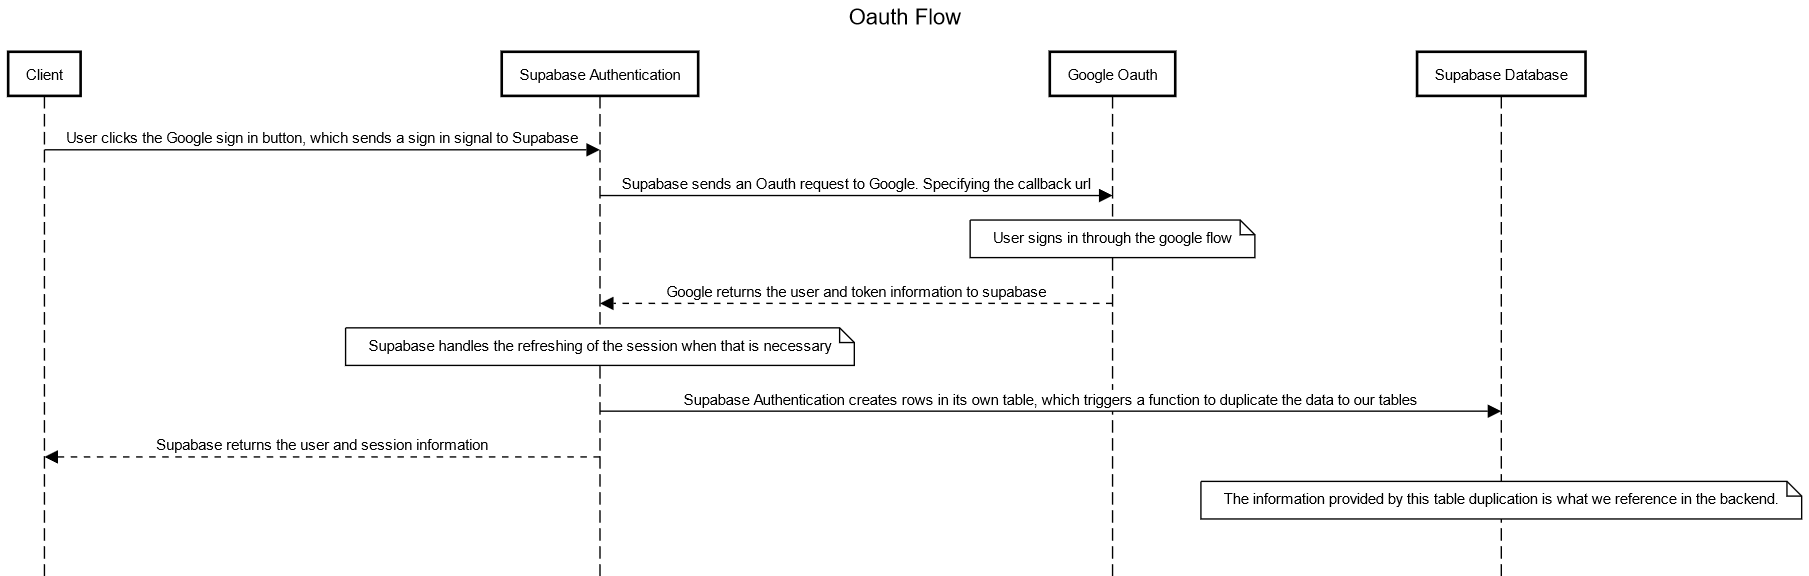 Oauth Flow
Client
Supabase Authentication
Google Oauth
Supabase Database
User clicks the Google sign in button, which sends a sign in signal to Supabase
Supabase sends an Oauth request to Google. Specifying the callback url
User signs in through the google flow
Google returns the user and token information to supabase
Supabase handles the refreshing of the session when that is necessary
Supabase Authentication creates rows in its own table, which triggers a function to duplicate the data to our tables
Supabase returns the user and session information
The information provided by this table duplication is what we reference in the backend.